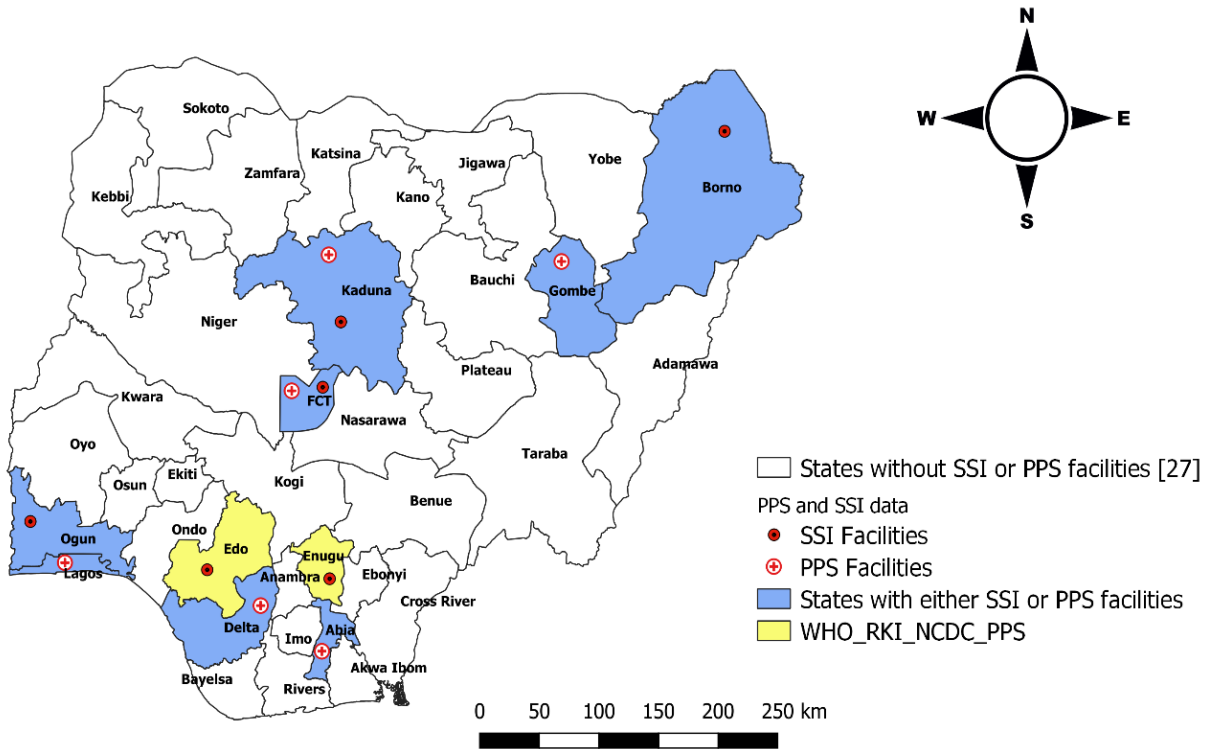 N
W
E
S
Sokoto
Katsina
Jigawa
Yobe
Zamfara
Kebbi
Kano
Borno
Kaduna
Bauchi
Gombe
Niger
Adamawa
Plateau
FCT
Kwara
Nasarawa
Oyo
Taraba
Ekiti
Osun
Kogi
Benue
Ondo
Ogun
Edo
Enugu
Lagos
Anambra
Ebonyi
Cross River
Delta
Imo
Abia
Akwa Ibom
Bayelsa
Rivers
States without SSI or PPS facilities [27]
PPS and SSI data
SSI Facilities
PPS Facilities
States with either SSI or PPS facilities
WHO_RKI_NCDC_PPS
0 50 100 150 200 250 km